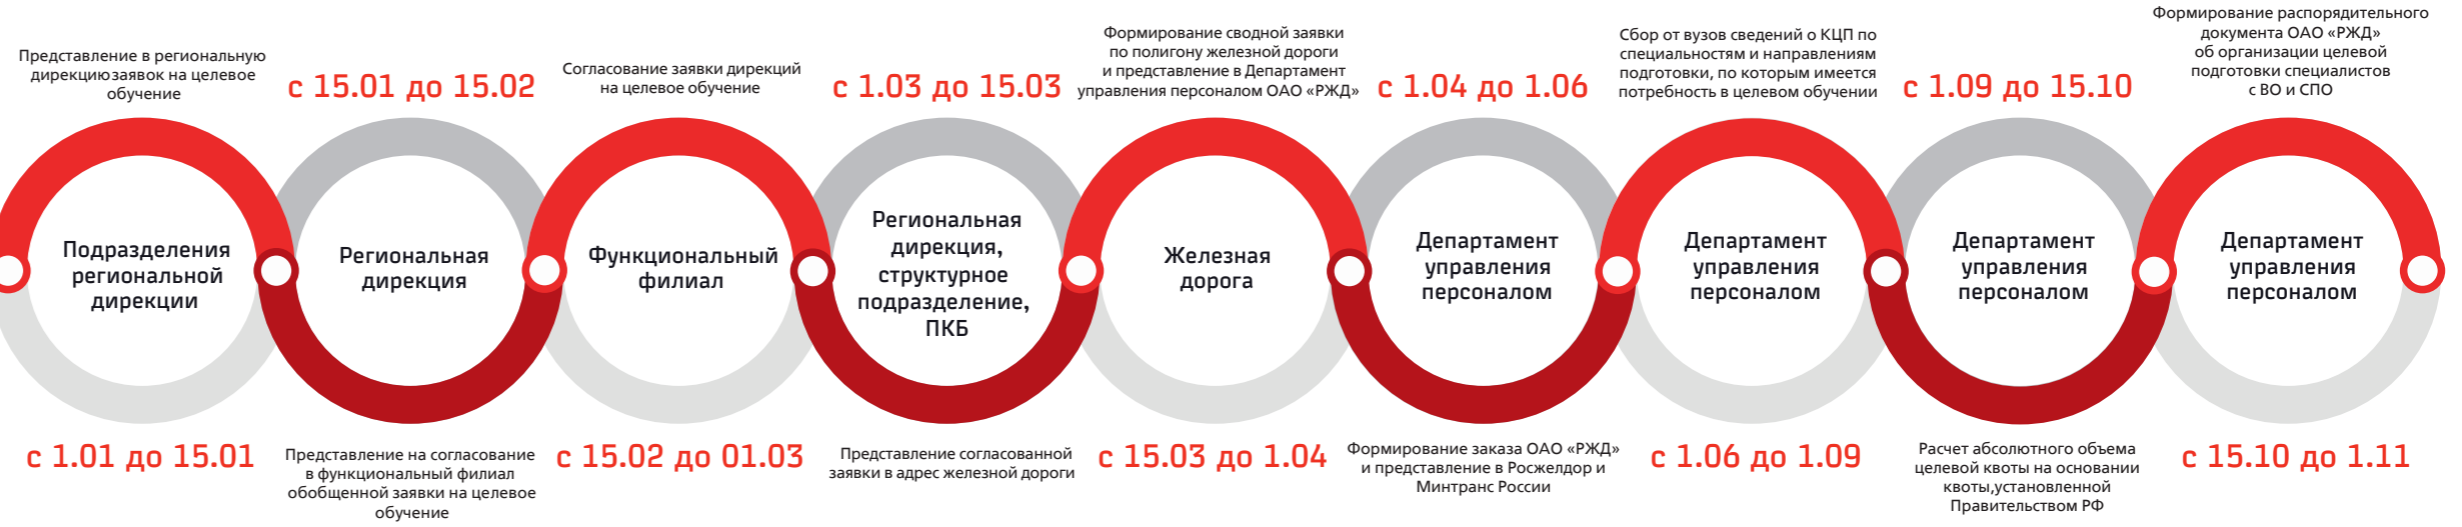 Представление в региональную
дирекциюзаявок на целевое
обучение
Подразделения
региональной
дирекции
с 1.01 до 15.01
с 15.01 до 15.02
Региональная
дирекция
Представление на согласование
в функциональный филиал
обобщенной заявки на целевое
обучение
Согласование заявки дирекций
на целевое обучение
Функциональный
филиал
с 15.02 до 01.03
с 1.03 до 15.03
Региональная
дирекция,
структурное
подразделение,
ПКБ
Представление согласованной
заявки в адрес железной дороги
Формирование сводной заявки
по полигону железной дороги
и представление в Департамент
управления персоналом ОАО «РЖД»
Железная
дорога
с 15.03 до 1.04
с 1.04 до 1.06
Департамент
управления
персоналом
Формирование заказа ОАО «РЖД»
и представление в Росжелдор и
Минтранс России
Сбор от вузов сведений о КЦП по
специальностям и направлениям
подготовки, по которым имеется
потребность в целевом обучении
Департамент
управления
персоналом
с 1.06 до 1.09
с 1.09 до 15.10
Департамент
управления
персоналом
Расчет абсолютного объема
целевой квоты на основании
квоты,установленной
Правительством РФ
Формирование распорядительного
документа ОАО «РЖД»
об организации целевой
подготовки специалистов
с ВО и СПО
Департамент
управления
персоналом
с 15.10 до 1.11